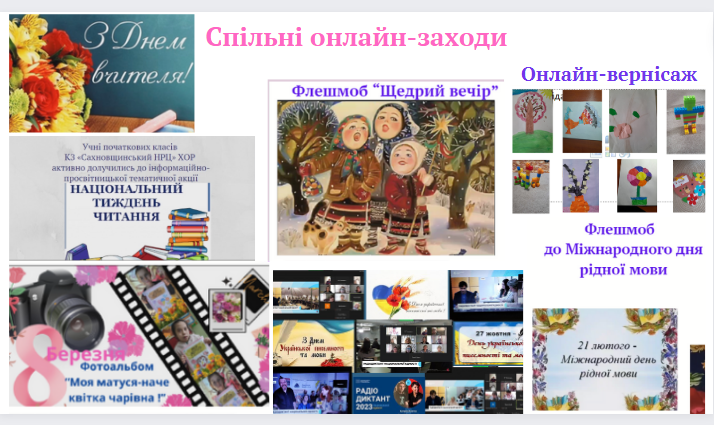 Спільні онлайн-заходи
З Днем
вчителя!
Флешмоб “Щедрий вечір”
Онлайн-вернісаж
Учні початкових класів
КЗ «Сахновщинський НРЦ» ХОР
активно долучились до інформаційно-
просвітницької тематичної акції
НАЦІОНАЛЬНИЙ
ТИЖДЕНЬ
ЧИТАННЯ
Флешмоб
до Міжнародного дня
рідної мови
8 Березня
Фотоальбом
“Моя матуся-наче
квітка чарівна !”
З Днем
Української писемності
та мови
27 жовтня -
День української
писемності та мови
РАДІО
ДИКТАНТ
2023
21 лютого -
Міжнародний день
рідної мови